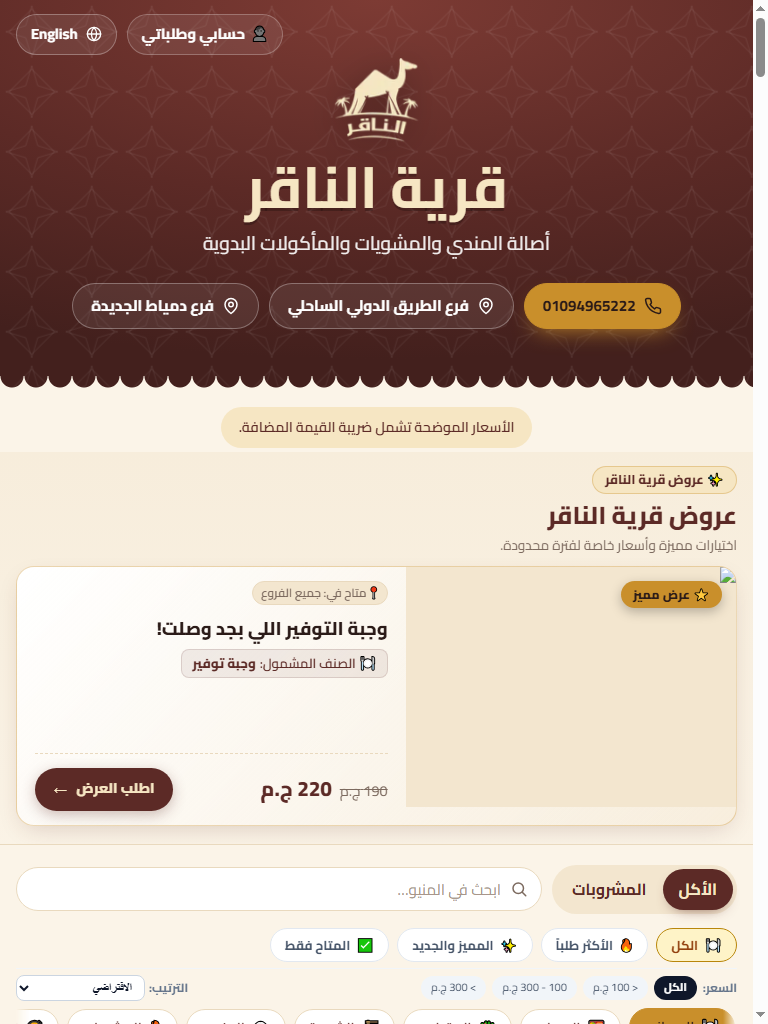 حسابي وطلباتي
English
الناقر
قرية الناقر
أصالة المندي والمشويات والمأكولات البدوية
01094965222
فرع الطريق الدولي الساحلي
فرع دمياط الجديدة
الأسعار الموضحة تشمل ضريبة القيمة المضافة.
عروض قرية الناقر
عروض قرية الناقر
اختيارات مميزة وأسعار خاصة لفترة محدودة.
عرض مميز
متاح في: جميع الفروع
وجبة التوفير اللي بجد وصلت!
الصنف المشمول: وجبة توفير
190 ج.م 220 ج.م
اطلب العرض ←
الأكل
المشروبات
ابحث في المنيو...
الكل
الأكثر طلباً
المميز والجديد
المتاح فقط
السعر:
الكل
< 100 ج.م
100 - 300 ج.م
> 300 ج.م
الترتيب:
الافتراضي